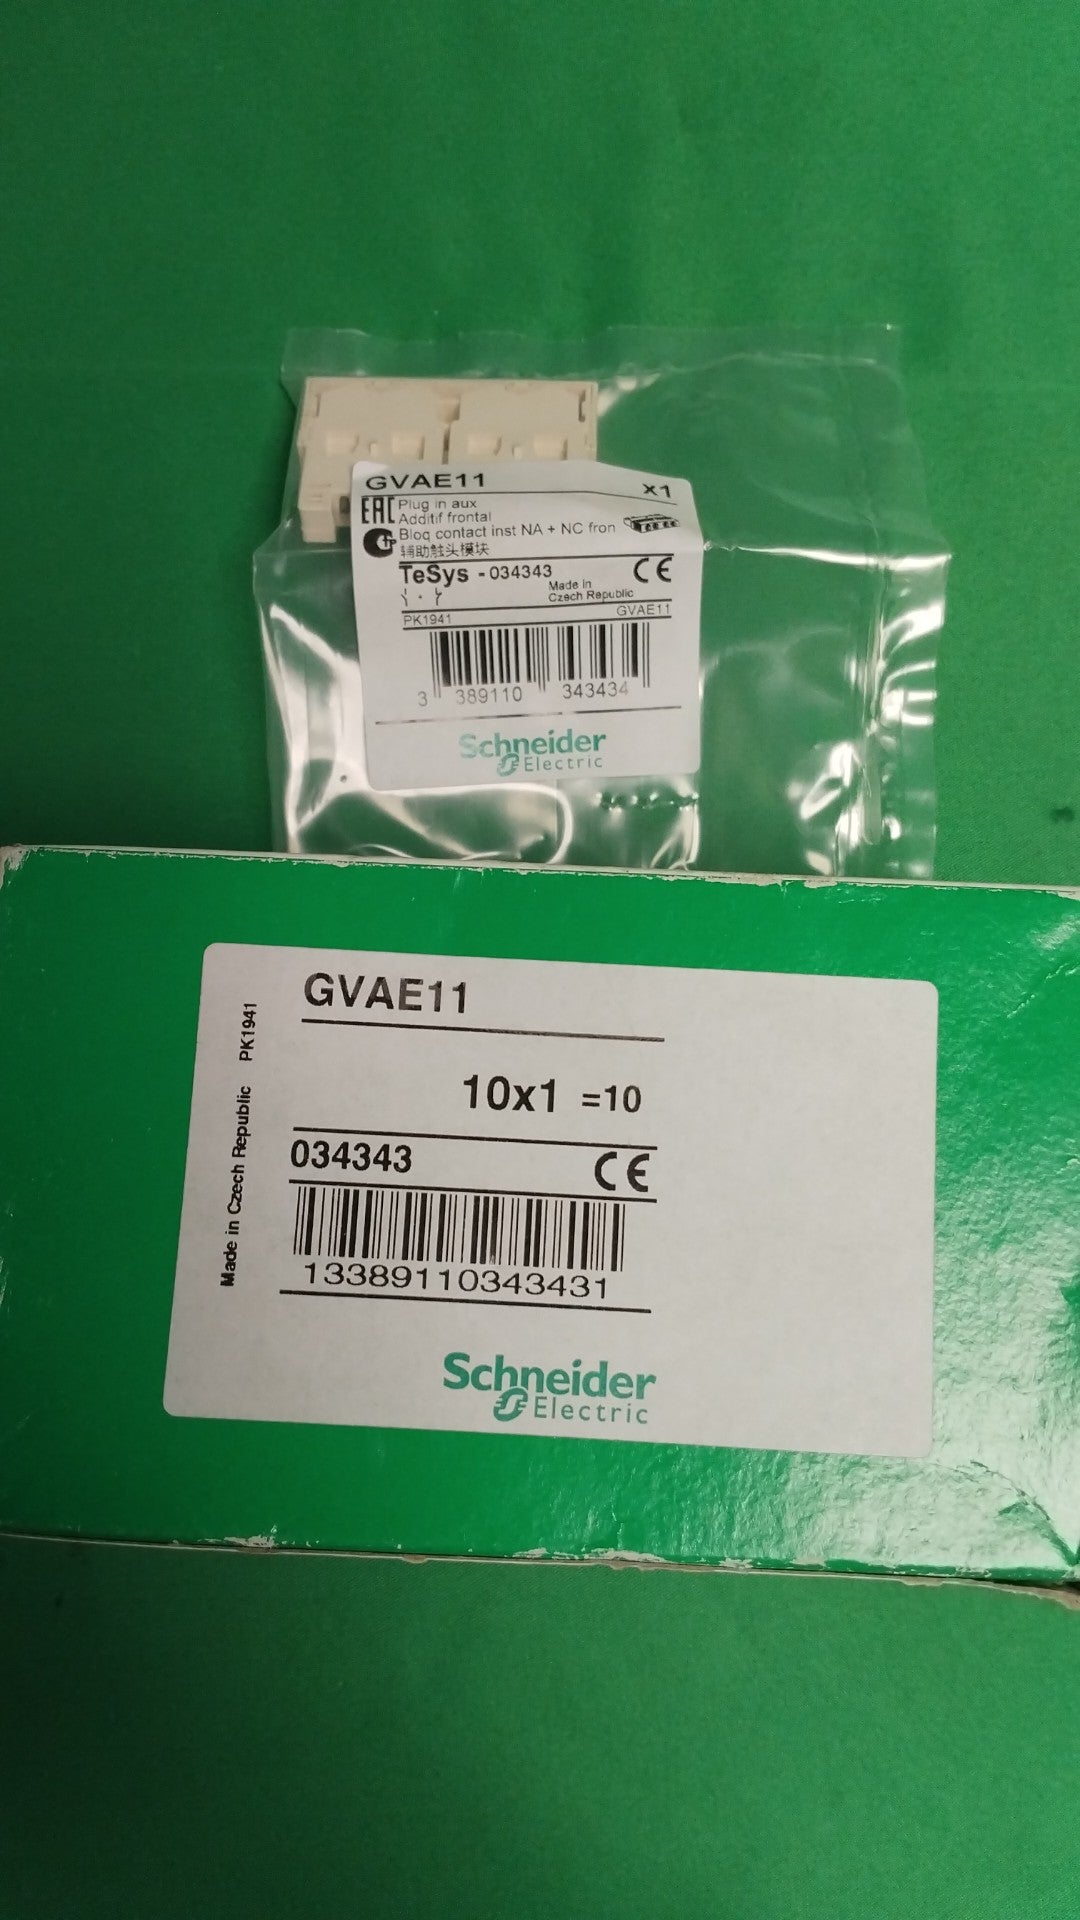 GVAE11
x1
EAC
Plug in aux
Additif frontal
Bloq contact inst NA + NC fron
辅助触头模块
TeSys - 034343
CE
Made in
Czech Republic
PK1941
GVAE11
3 389110 343434
Schneider
Electric
GVAE11
10x1 =10
034343
CE
13389110343431
Made in Czech Republic PK1941
Schneider
Electric